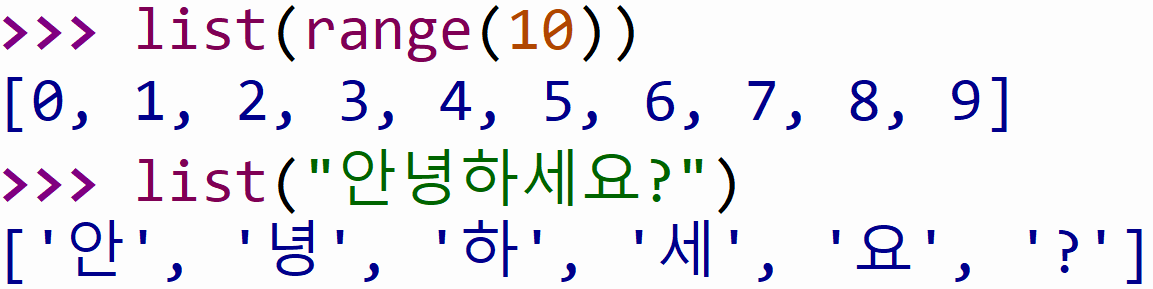 >>> list(range(10))
[0, 1, 2, 3, 4, 5, 6, 7, 8, 9]
>>> list("안녕하세요?")
['안', '녕', '하', '세', '요', '?']